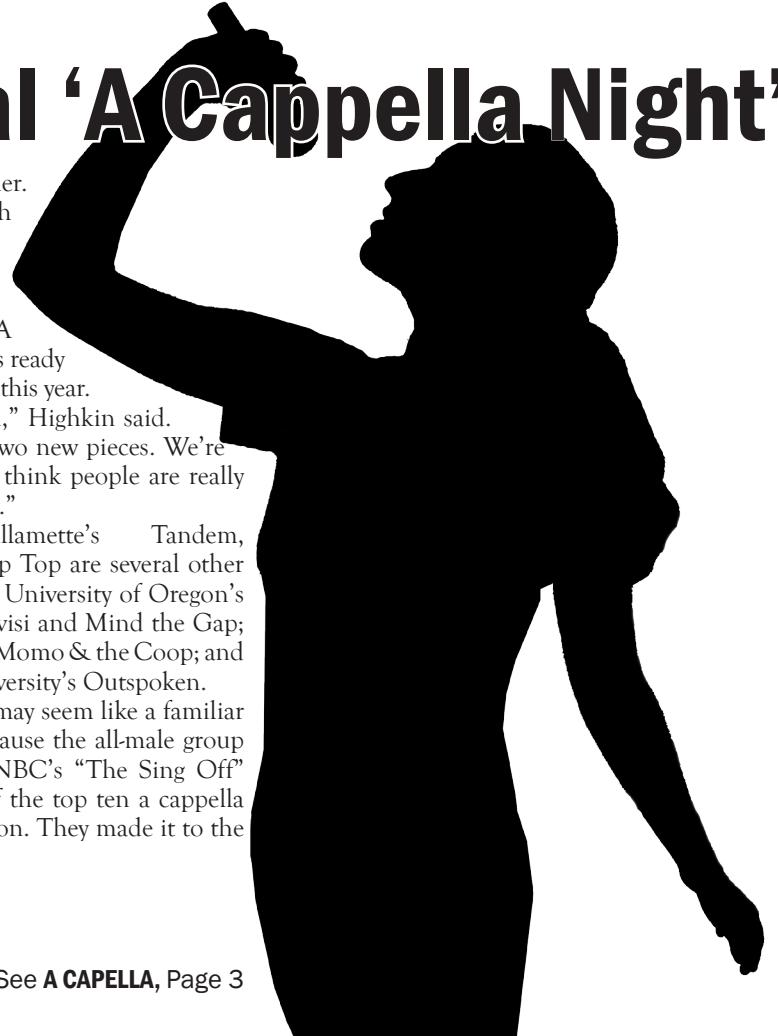 al ‘A Cappella Night’
er.
h
A
s ready
this year.
,” Highkin said.
wo new pieces. We’re
think people are really
.”
llamette’s Tandem,
p Top are several other
University of Oregon’s
visi and Mind the Gap;
Momo & the Coop; and
versity’s Outspoken.
may seem like a familiar
ause the all-male group
NBC’s “The Sing Off”
f the top ten a cappella
on. They made it to the
See A CAPELLA, Page 3